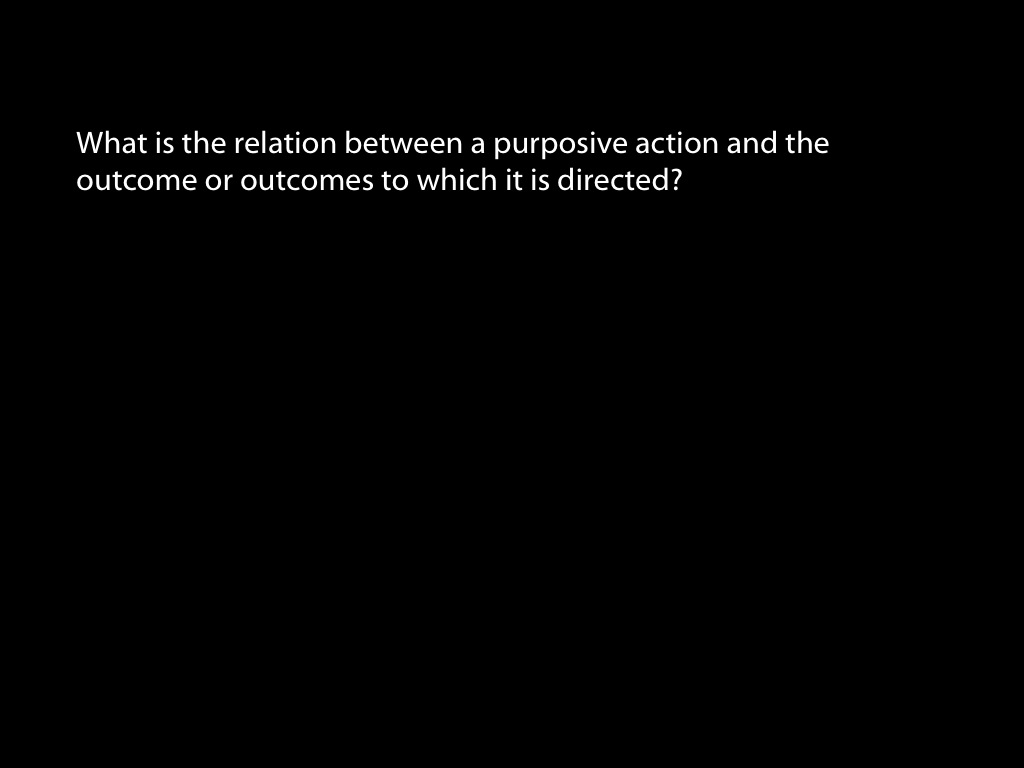 What is the relation between a purposive action and the
outcome or outcomes to which it is directed?